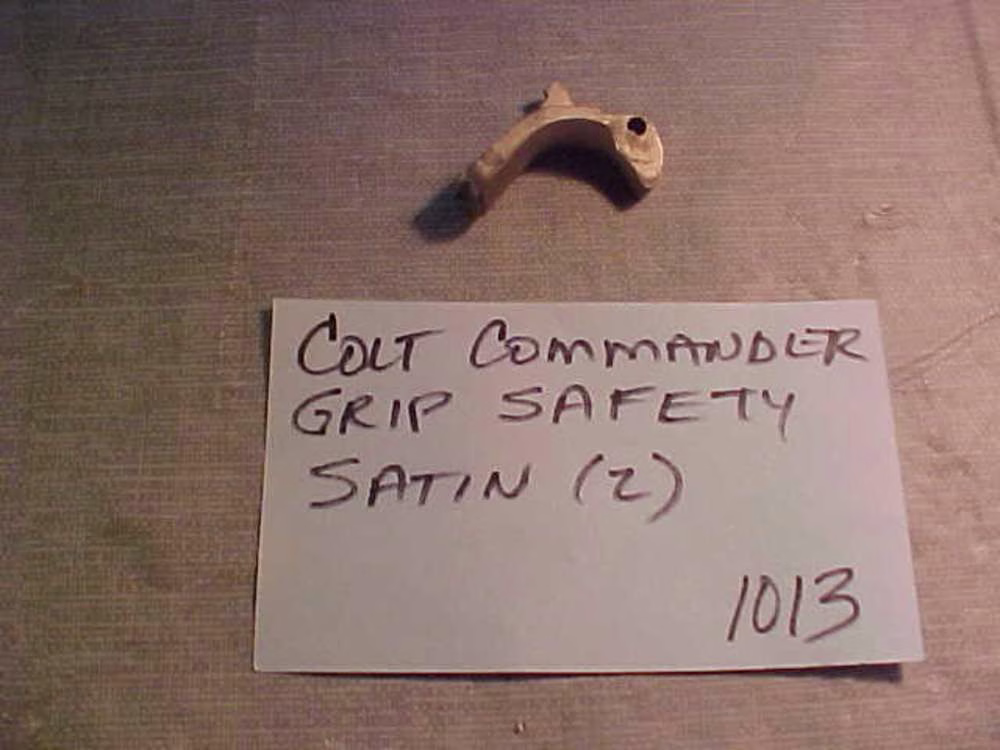 COLT COMMANDER
GRIP SAFETY
SATIN (2)
1013